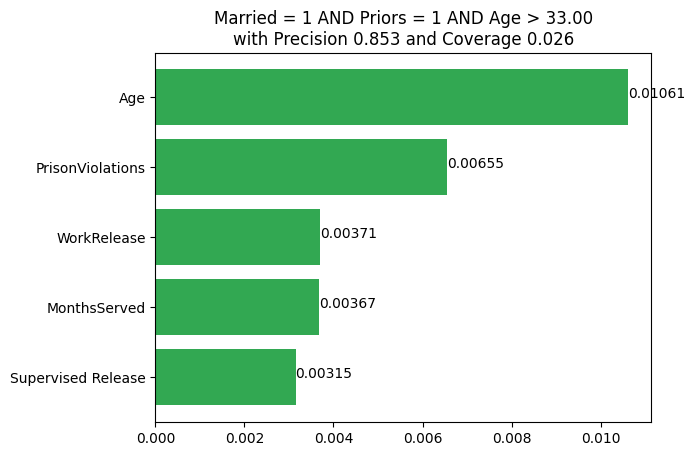 Married = 1 AND Priors = 1 AND Age > 33.00
with Precision 0.853 and Coverage 0.026
Age
0.01061
PrisonViolations
0.00655
WorkRelease
0.00371
MonthsServed
0.00367
Supervised Release
0.00315
0.000 0.002 0.004 0.006 0.008 0.010